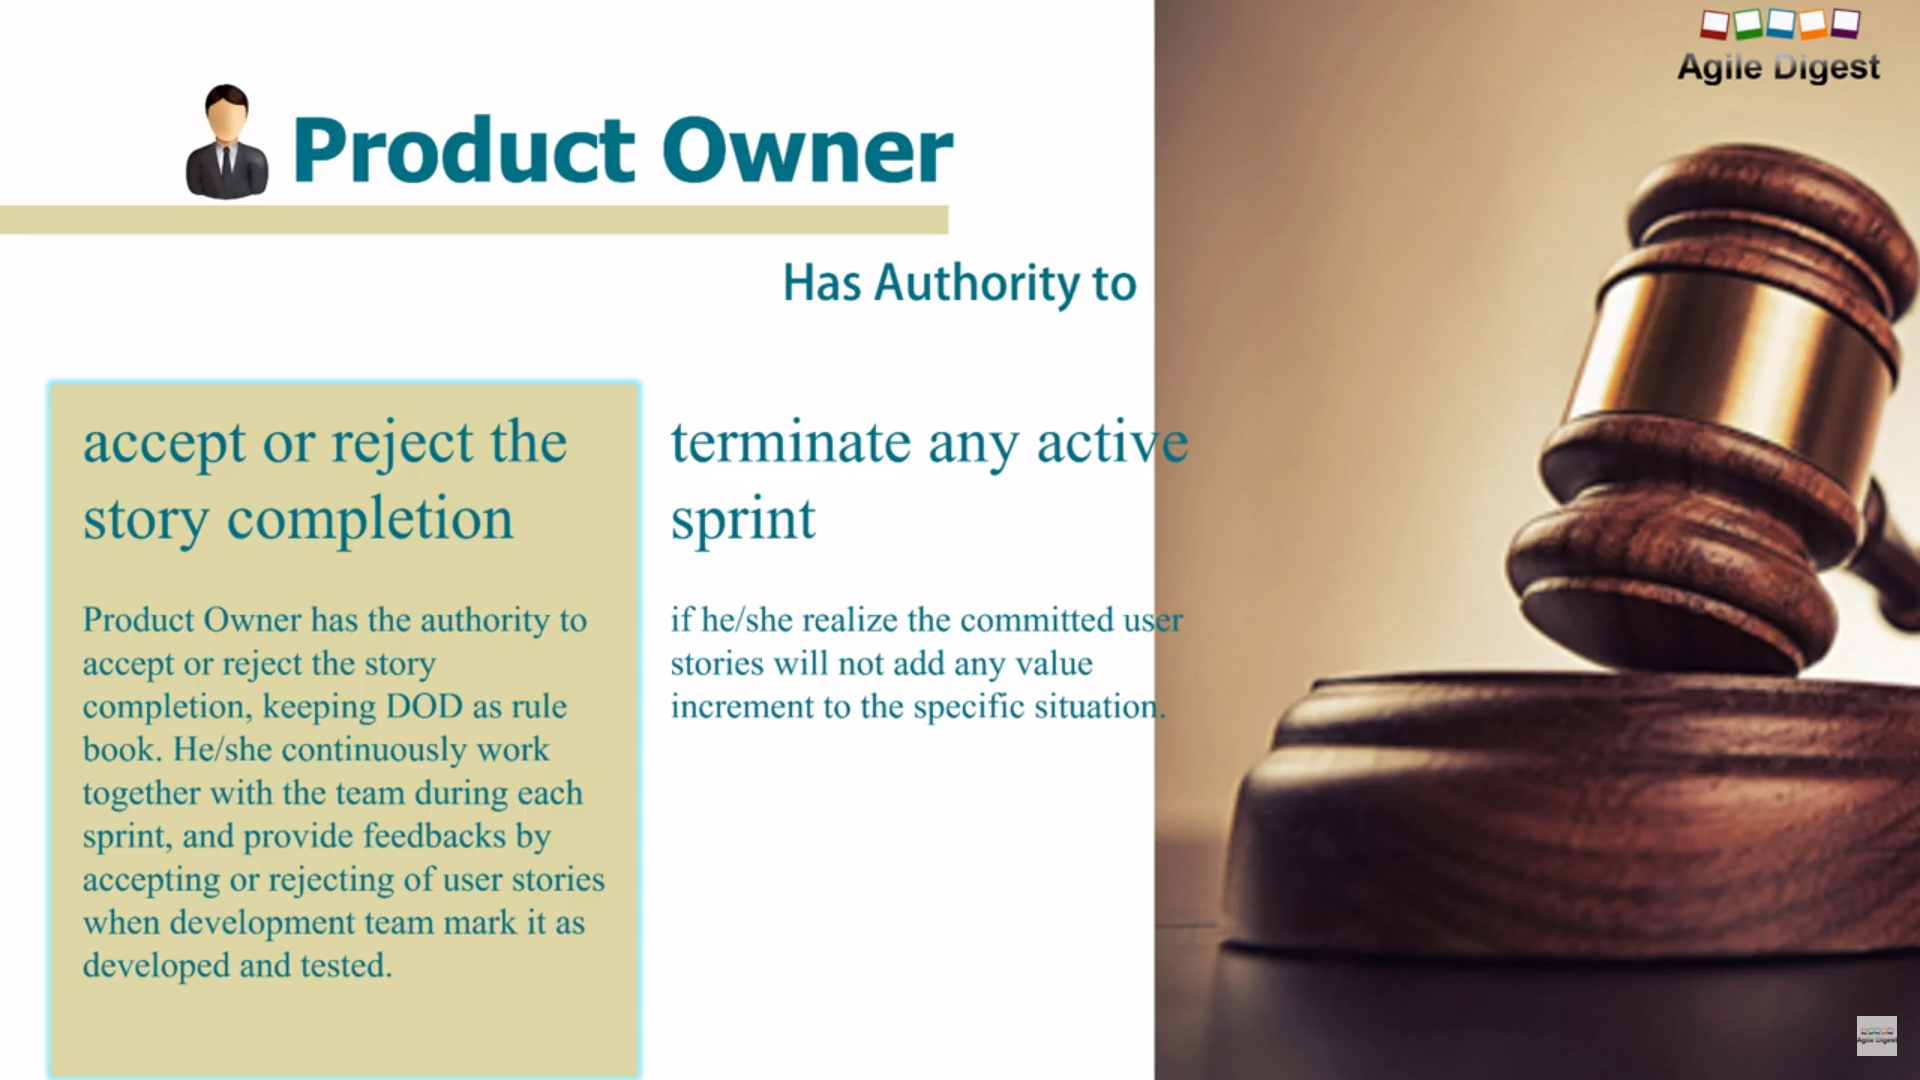 Agile Digest
Product Owner
Has Authority to
accept or reject the
story completion
Product Owner has the authority to
accept or reject the story
completion, keeping DOD as rule
book. He/she continuously work
together with the team during each
sprint, and provide feedbacks by
accepting or rejecting of user stories
when development team mark it as
developed and tested.
terminate any active
sprint
if he/she realize the committed user
stories will not add any value
increment to the specific situation.
Agile Digest